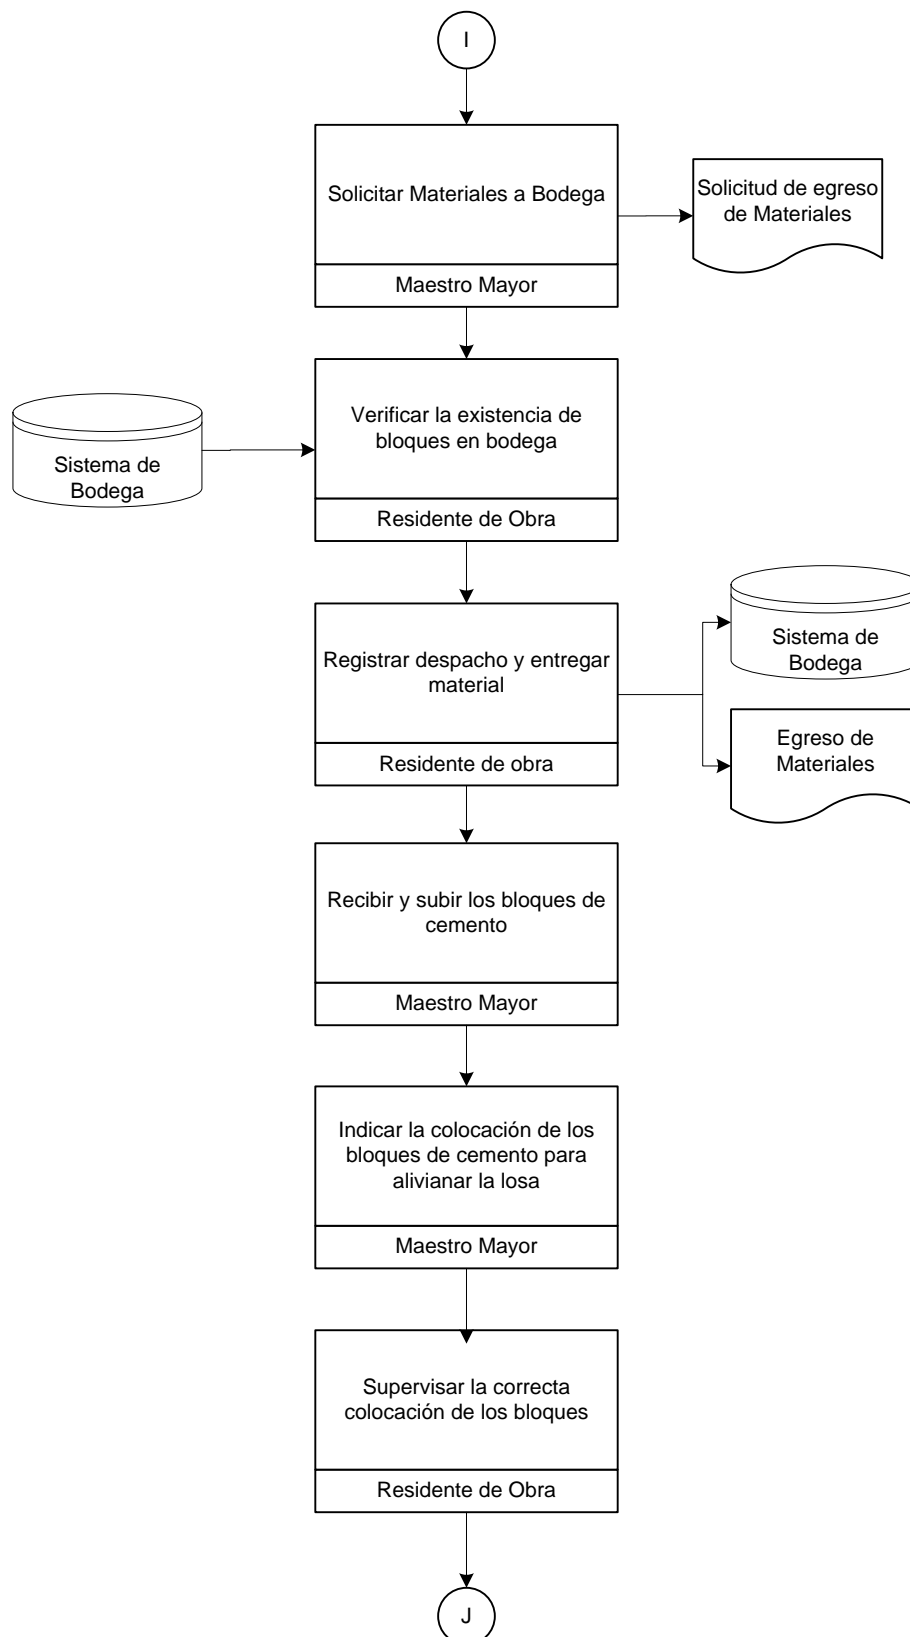 I
Solicitar Materiales a Bodega
Maestro Mayor
Solicitud de egreso
de Materiales
Verificar la existencia de
bloques en bodega
Residente de Obra
Sistema de
Bodega
Registrar despacho y entregar
material
Residente de obra
Sistema de
Bodega
Egreso de
Materiales
Recibir y subir los bloques de
cemento
Maestro Mayor
Indicar la colocación de los
bloques de cemento para
alivianar la losa
Maestro Mayor
Supervisar la correcta
colocación de los bloques
Residente de Obra
J